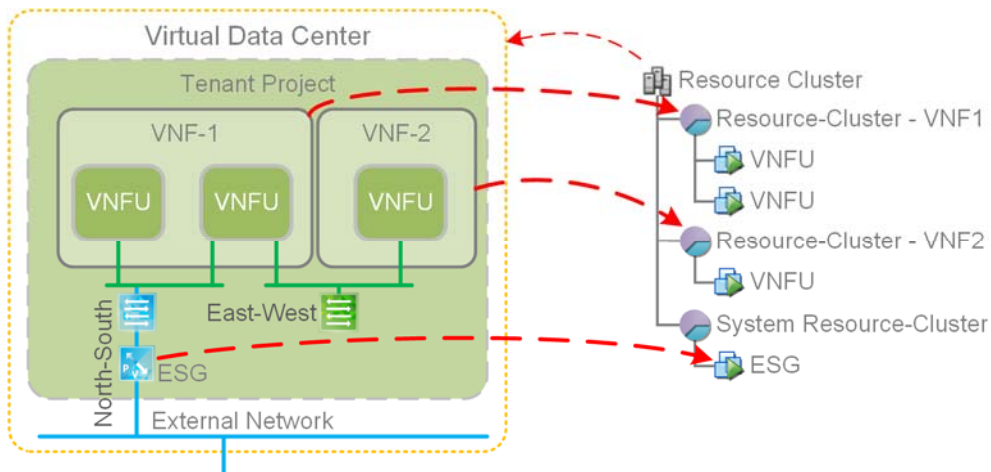 Virtual Data Center
Tenant Project
VNF-1
VNF-2
VNFU
VNFU
VNFU
East-West
North-South
ESG
External Network
Resource Cluster
Resource-Cluster - VNF1
VNFU
VNFU
Resource-Cluster - VNF2
VNFU
System Resource-Cluster
ESG